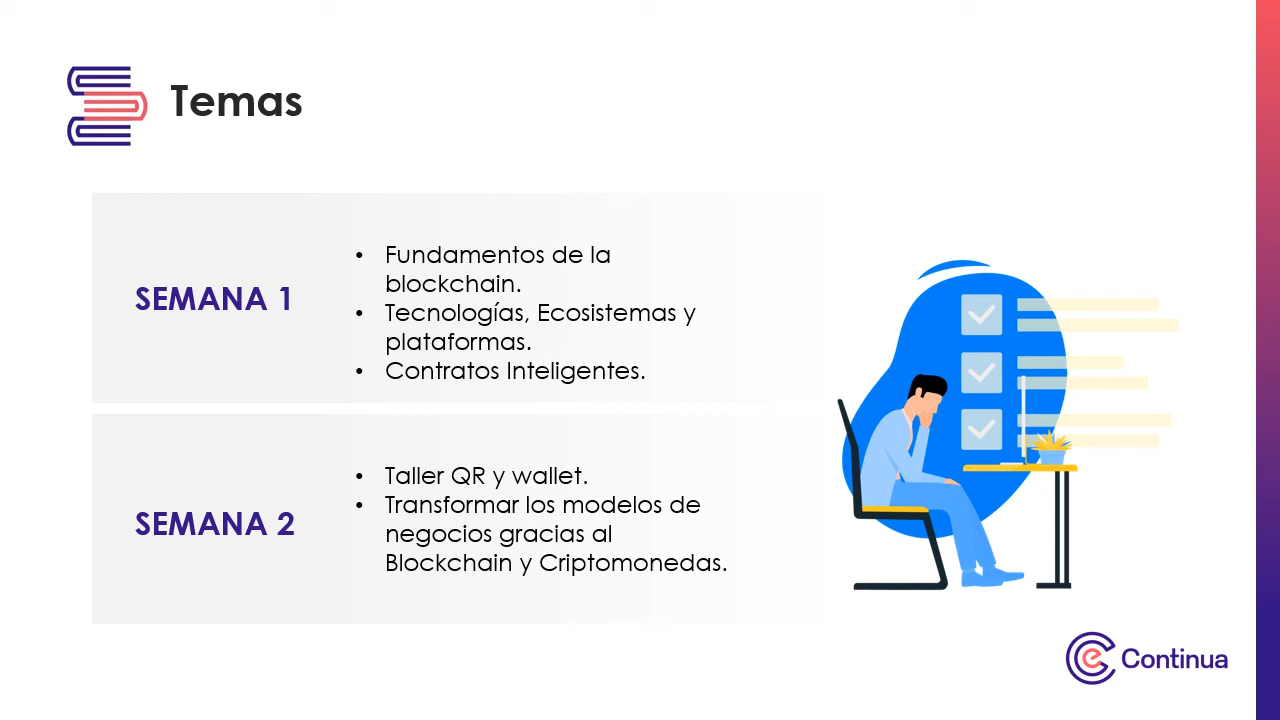 Temas
SEMANA 1
• Fundamentos de la
blockchain.
• Tecnologías, Ecosistemas y
plataformas.
• Contratos Inteligentes.
SEMANA 2
• Taller QR y wallet.
• Transformar los modelos de
negocios gracias al
Blockchain y Criptomonedas.
e Continua